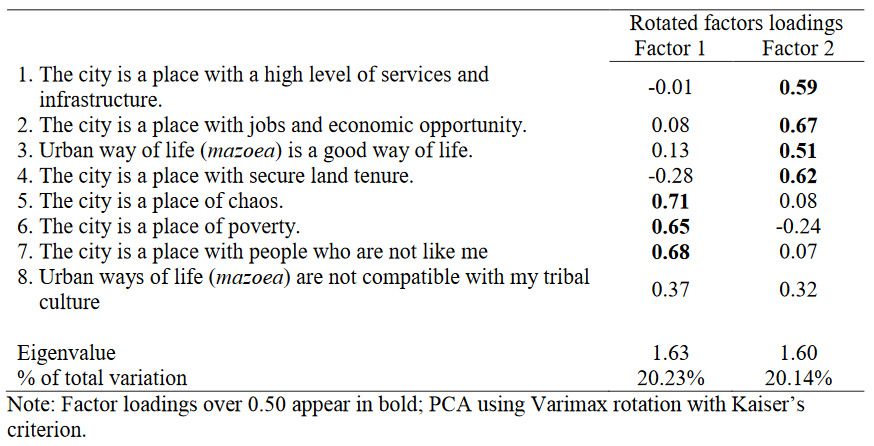 Rotated factors loadings
Factor 1 Factor 2
1. The city is a place with a high level of services and
infrastructure. -0.01 0.59
2. The city is a place with jobs and economic opportunity. 0.08 0.67
3. Urban way of life (mazoea) is a good way of life. 0.13 0.51
4. The city is a place with secure land tenure. -0.28 0.62
5. The city is a place of chaos. 0.71 0.08
6. The city is a place of poverty. 0.65 -0.24
7. The city is a place with people who are not like me 0.68 0.07
8. Urban ways of life (mazoea) are not compatible with my tribal
culture 0.37 0.32
Eigenvalue 1.63 1.60
% of total variation 20.23% 20.14%
Note: Factor loadings over 0.50 appear in bold; PCA using Varimax rotation with Kaiser’s
criterion.